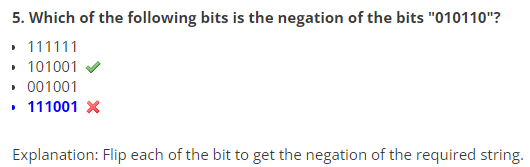 5. Which of the following bits is the negation of the bits "010110"?
111111
101001
001001
111001
Explanation: Flip each of the bit to get the negation of the required string.